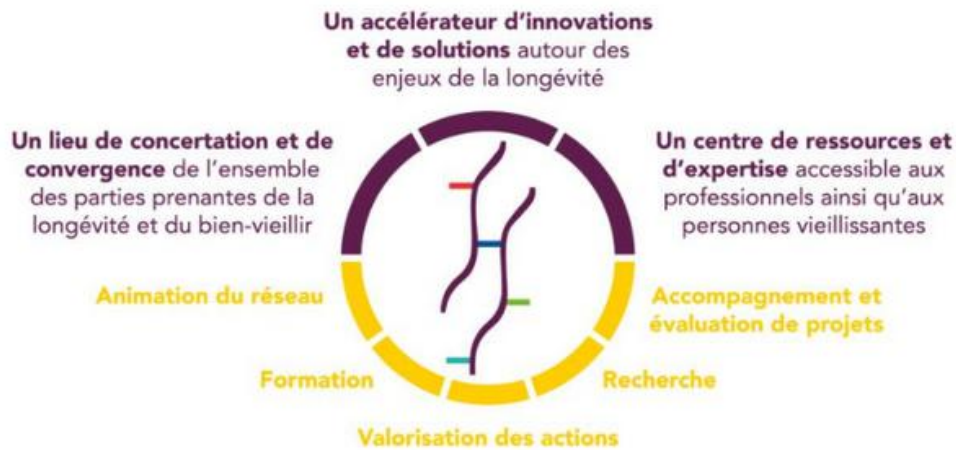 Un accélérateur d'innovations
et de solutions autour des
enjeux de la longévité
Un lieu de concertation et de
convergence de l'ensemble
des parties prenantes de la
longévité et du bien-vieillir
Un centre de ressources et
d'expertise accessible aux
professionnels ainsi qu'aux
personnes vieillissantes
Animation du réseau
Accompagnement et
évaluation de projets
Formation
Recherche
Valorisation des actions